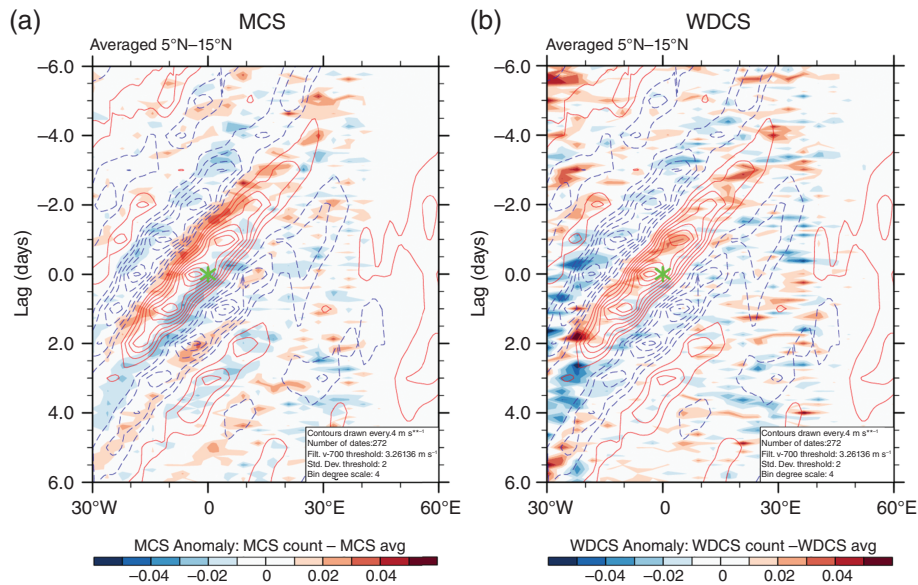 (a) MCS
Averaged 5°N–15°N
Lag (days)
–6.0
–4.0
–2.0
0.0
2.0
4.0
6.0
Contours drawn every.4 m s**⁻¹
Number of dates:272
Filt. v-700 threshold: 3.26136 m s⁻¹
Std. Dev. threshold: 2
Bin degree scale: 4
30°W 0 30°E 60°E
MCS Anomaly: MCS count – MCS avg
–0.04 –0.02 0 0.02 0.04
(b) WDCS
Averaged 5°N–15°N
Lag (days)
–6.0
–4.0
–2.0
0.0
2.0
4.0
6.0
Contours drawn every.4 m s**⁻¹
Number of dates:272
Filt. v-700 threshold: 3.26136 m s⁻¹
Std. Dev. threshold: 2
Bin degree scale: 4
30°W 0 30°E 60°E
WDCS Anomaly: WDCS count –WDCS avg
–0.04 –0.02 0 0.02 0.04